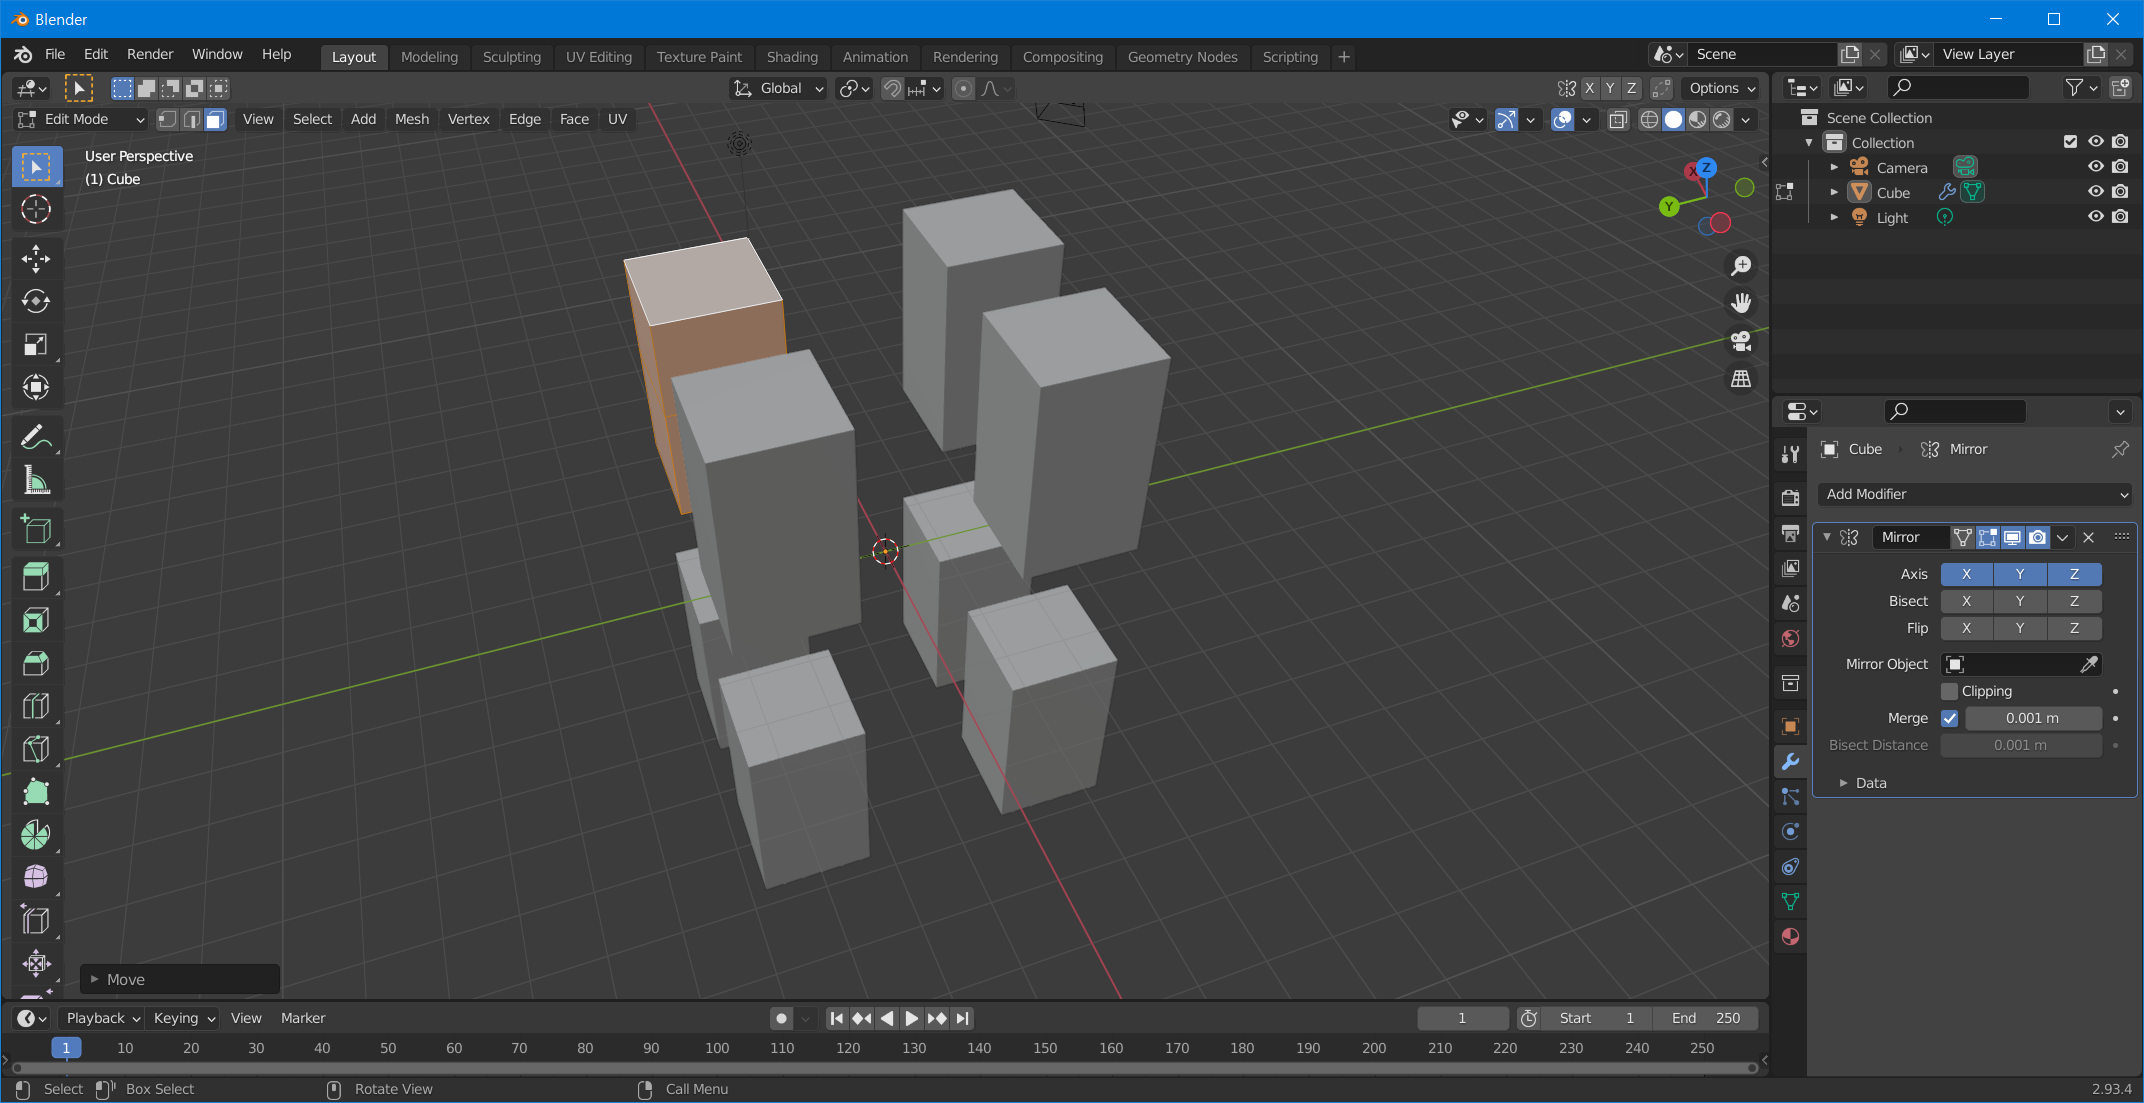 Blender
File Edit Render Window Help Layout Modeling Sculpting UV Editing Texture Paint Shading Animation Rendering Compositing Geometry Nodes Scripting + Scene View Layer
Global X Y Z Options
Edit Mode View Select Add Mesh Vertex Edge Face UV
User Perspective
(1) Cube
X Z
Y
Scene Collection
Collection
Camera
Cube
Light
Cube Mirror
Add Modifier
Mirror
Axis X Y Z
Bisect X Y Z
Flip X Y Z
Mirror Object
Clipping
Merge 0.001 m
Bisect Distance 0.001 m
Data
Move
Playback Keying View Marker 1 Start 1 End 250
1 10 20 30 40 50 60 70 80 90 100 110 120 130 140 150 160 170 180 190 200 210 220 230 240 250
Select Box Select Rotate View Call Menu 2.93.4